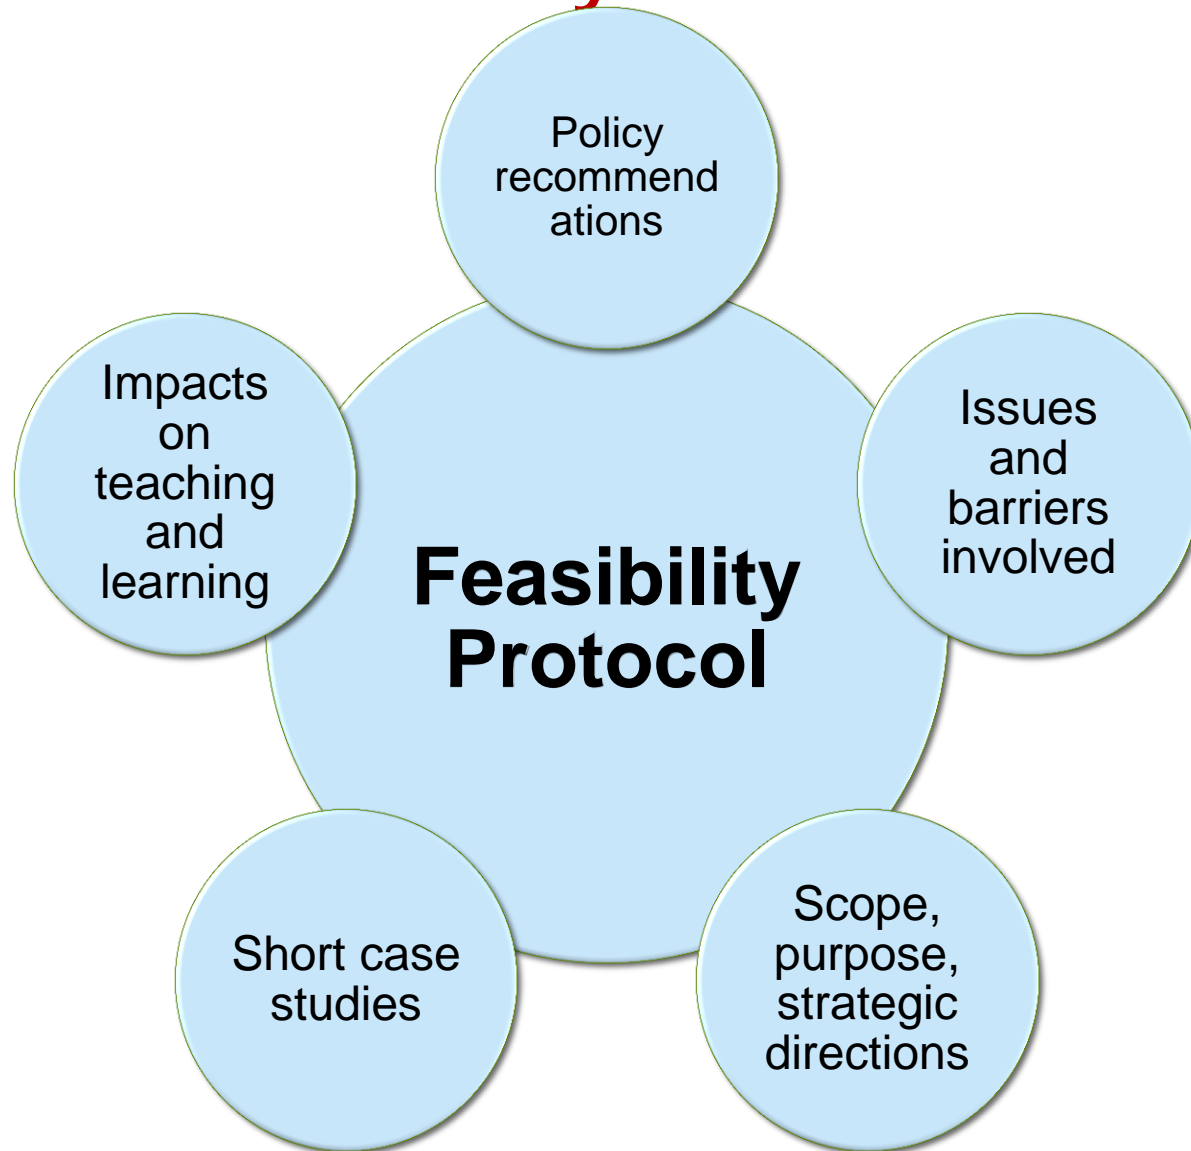 Policy
recommend
ations
Impacts
on
teaching
and
learning
Issues
and
barriers
involved
Feasibility
Protocol
Short case
studies
Scope,
purpose,
strategic
directions